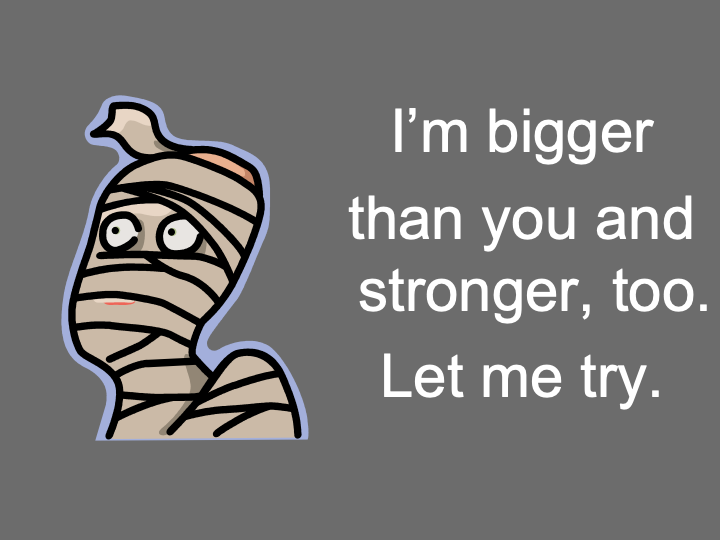 I’m bigger
than you and
stronger, too.
Let me try.